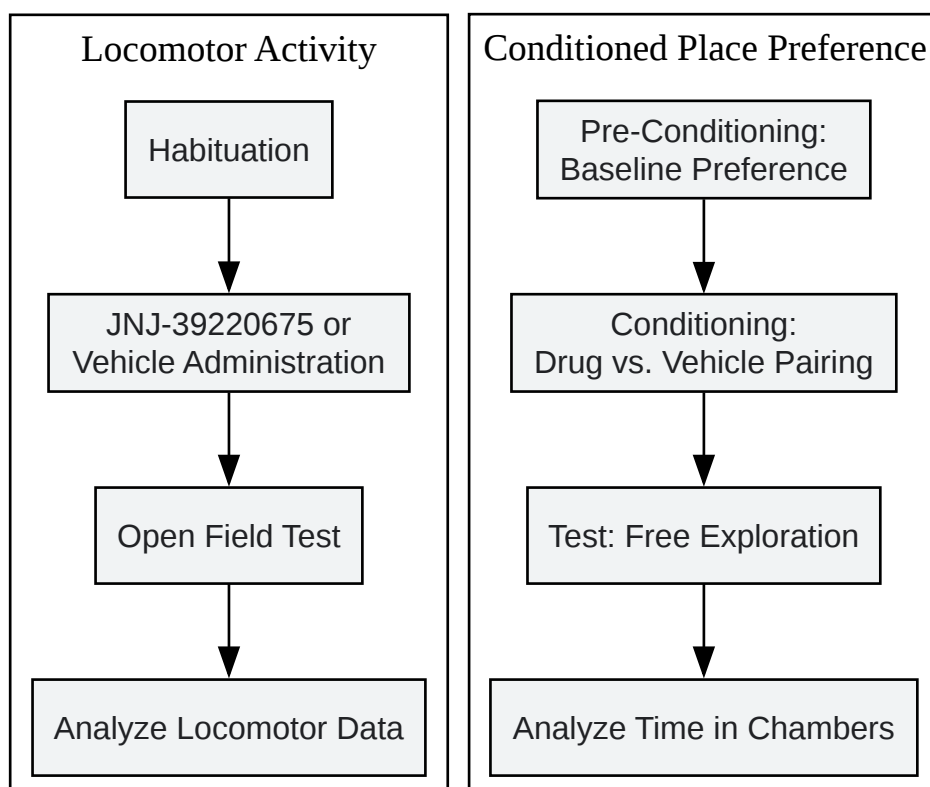 Locomotor Activity
Habituation
JNJ-39220675 or
Vehicle Administration
Open Field Test
Analyze Locomotor Data
Conditioned Place Preference
Pre-Conditioning:
Baseline Preference
Conditioning:
Drug vs. Vehicle Pairing
Test: Free Exploration
Analyze Time in Chambers